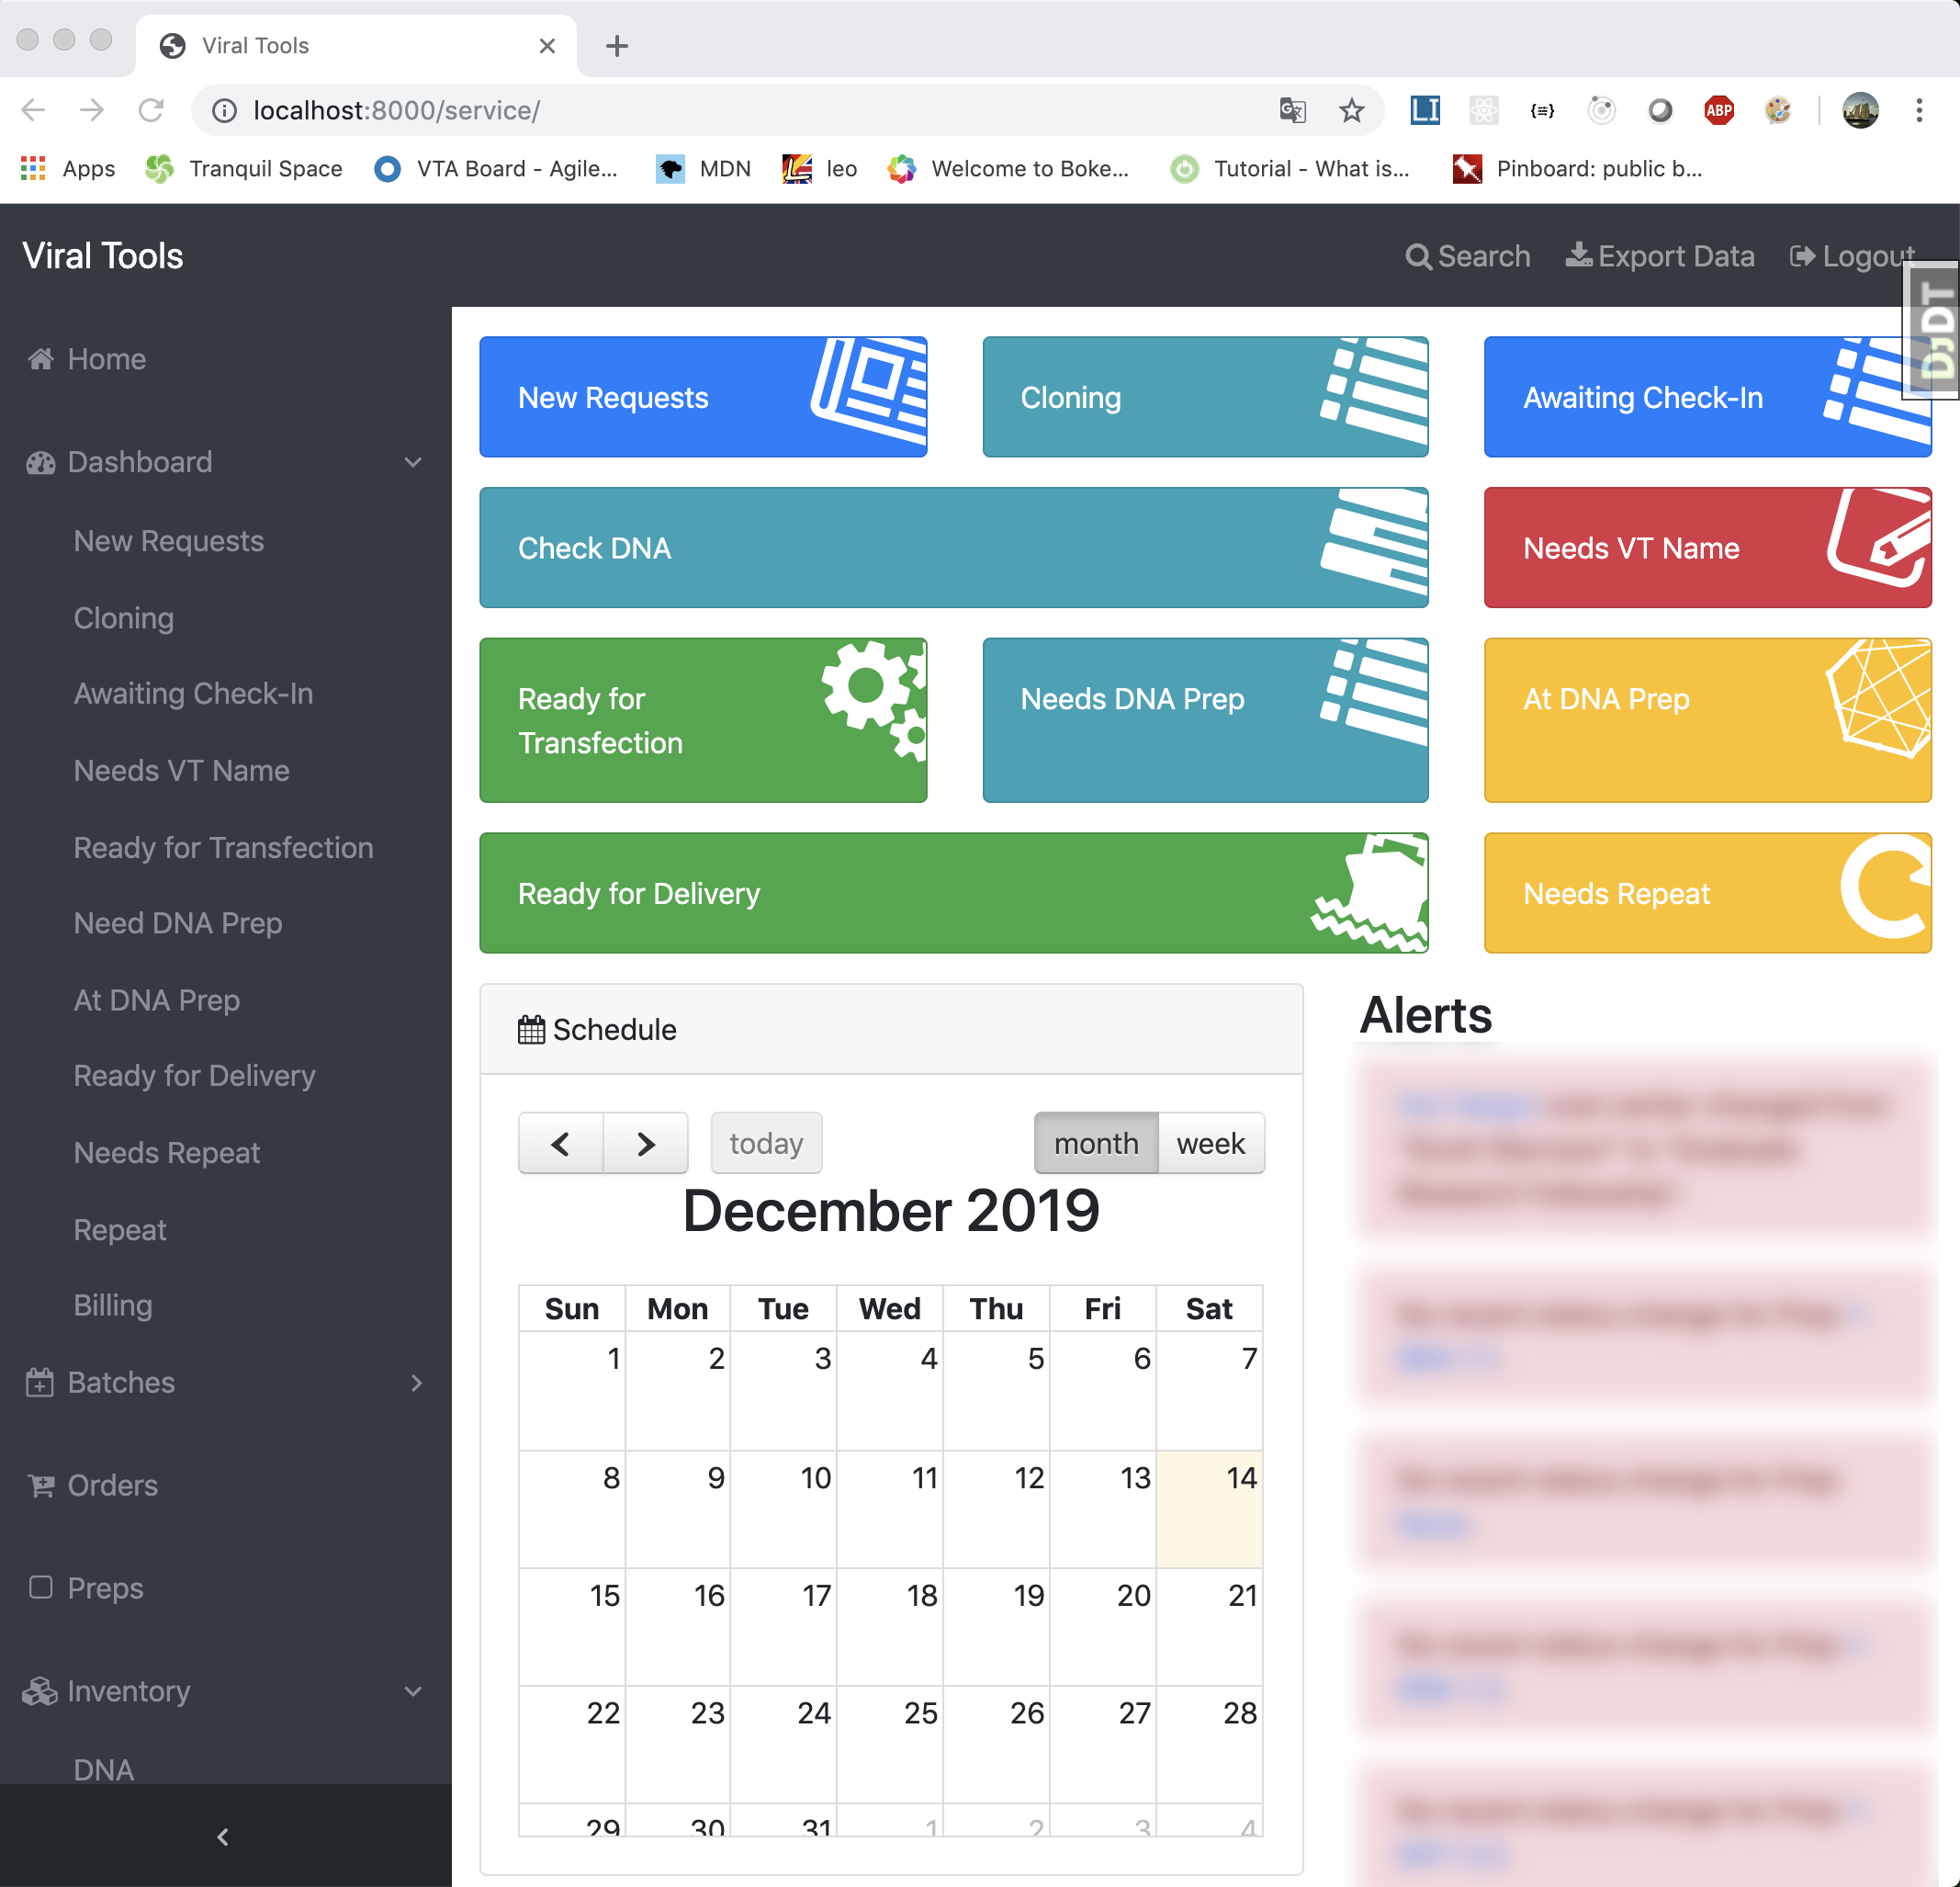 Viral Tools
localhost:8000/service/
LI
ABP
Apps
Tranquil Space
VTA Board - Agile...
MDN
leo
Welcome to Boke...
Tutorial - What is...
Pinboard: public b...
Viral Tools
Search
Export Data
Logout
DJDT
Home
Dashboard
New Requests
Cloning
Awaiting Check-In
Needs VT Name
Ready for Transfection
Need DNA Prep
At DNA Prep
Ready for Delivery
Needs Repeat
Repeat
Billing
Batches
Orders
Preps
Inventory
DNA
New Requests
Cloning
Awaiting Check-In
Check DNA
Needs VT Name
Ready for
Transfection
Needs DNA Prep
At DNA Prep
Ready for Delivery
Needs Repeat
Schedule
today
month
week
December 2019
Sun Mon Tue Wed Thu Fri Sat
1 2 3 4 5 6 7
8 9 10 11 12 13 14
15 16 17 18 19 20 21
22 23 24 25 26 27 28
29 30 31 1 2 3 4
Alerts